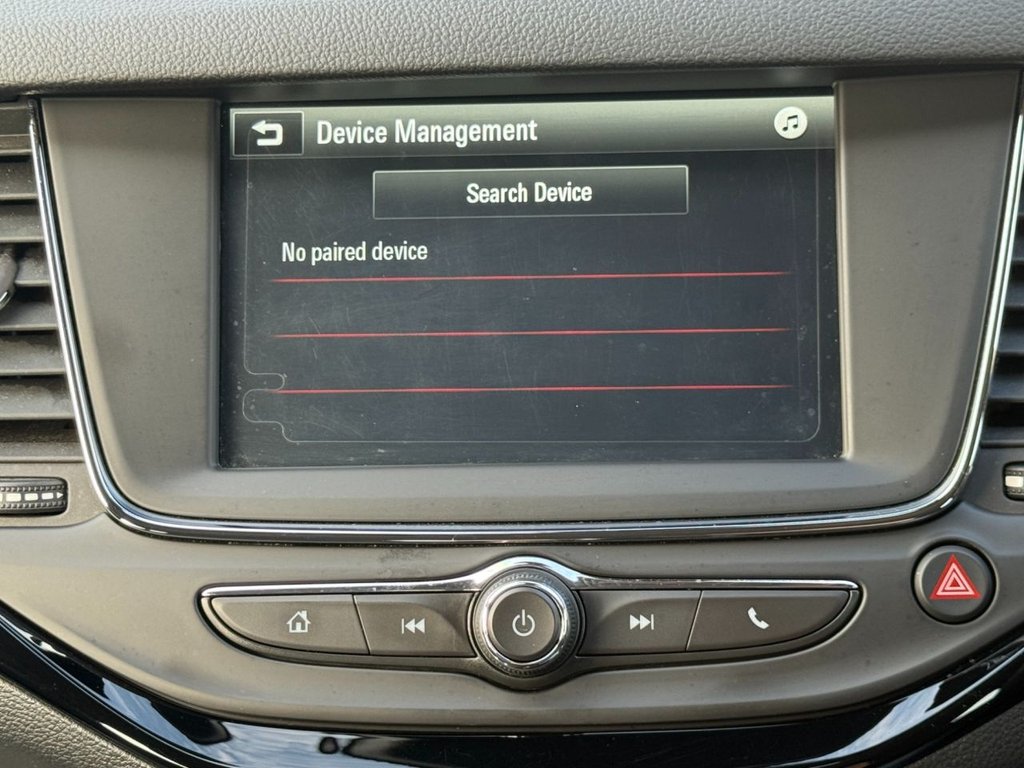 Device Management
Search Device
No paired device